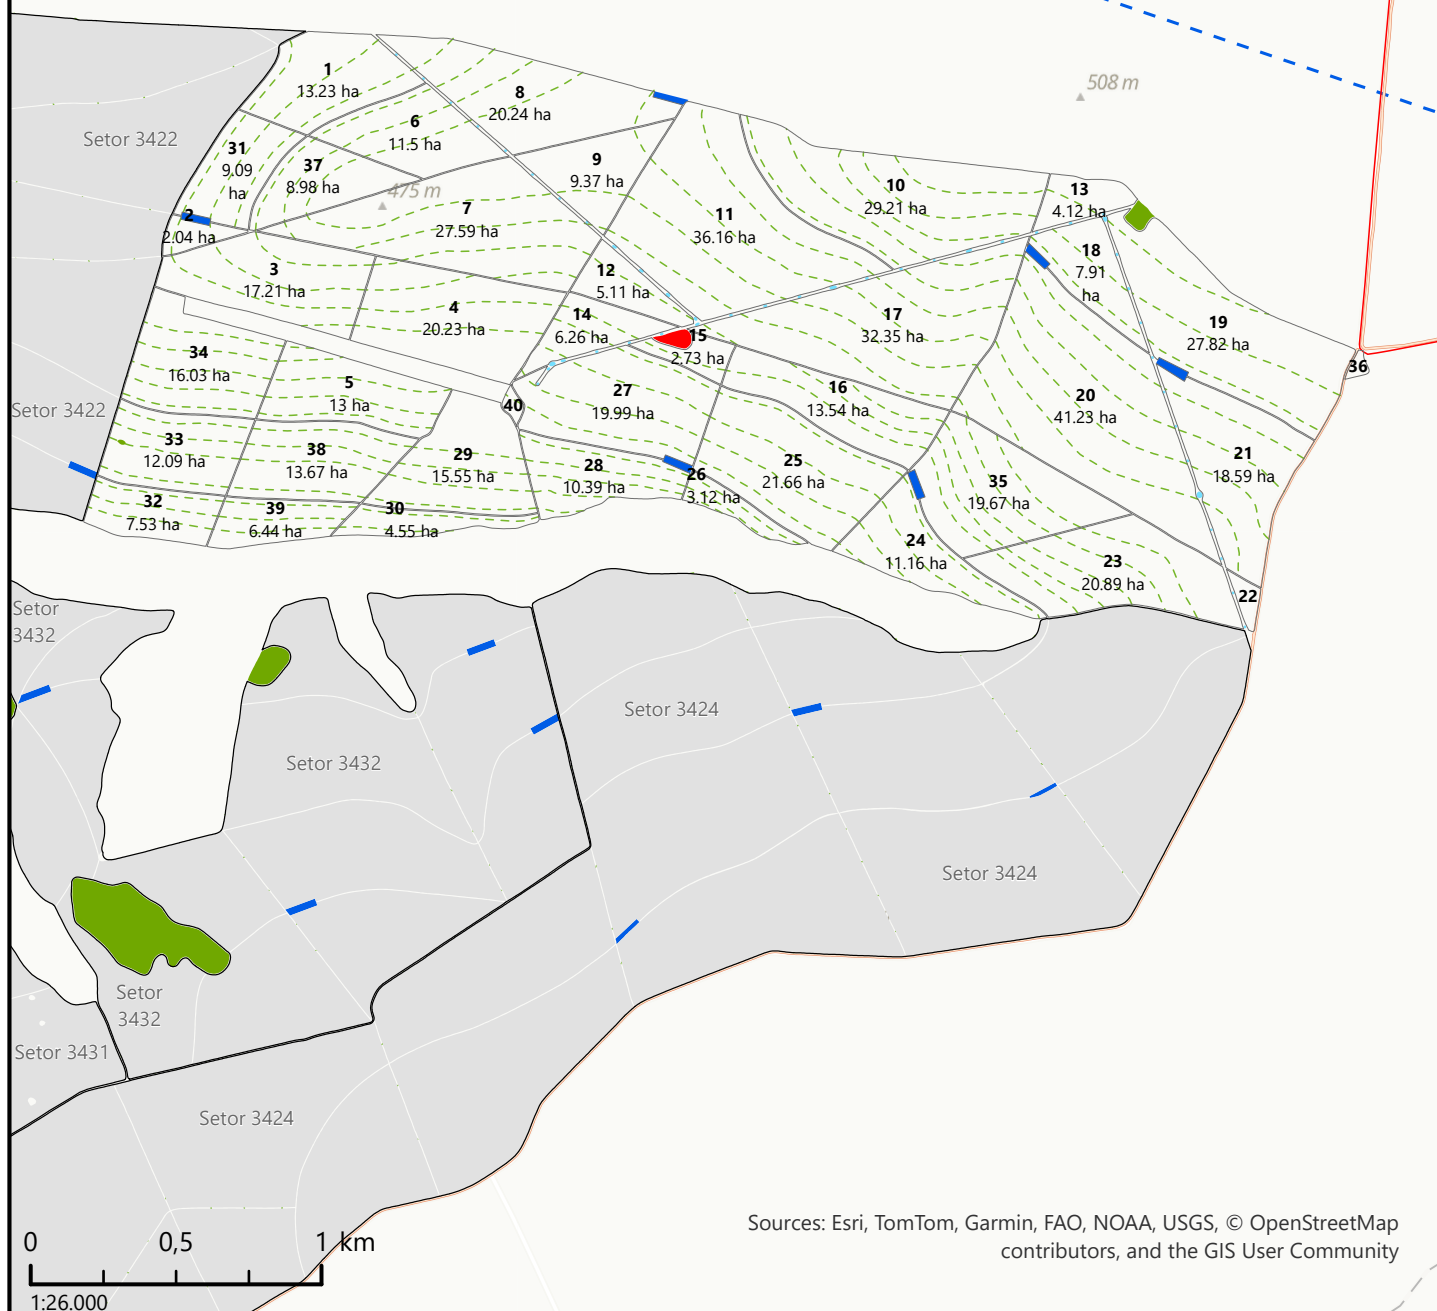 508 m
1
13.23 ha
8
20.24 ha
6
11.5 ha
Setor 3422
31
9.09
ha
37
8.98 ha
475 m
9
9.37 ha
10
29.21 ha
13
4.12 ha
2
2.04 ha
7
27.59 ha
11
36.16 ha
18
7.91
ha
3
17.21 ha
12
5.11 ha
4
20.23 ha
14
6.26 ha
15
2.73 ha
17
32.35 ha
19
27.82 ha
36
34
16.03 ha
5
13 ha
40
27
19.99 ha
16
13.54 ha
20
41.23 ha
Setor 3422
33
12.09 ha
38
13.67 ha
29
15.55 ha
28
10.39 ha
26
3.12 ha
25
21.66 ha
35
19.67 ha
21
18.59 ha
32
7.53 ha
39
6.44 ha
30
4.55 ha
24
11.16 ha
23
20.89 ha
22
Setor
3432
Setor 3424
Setor 3432
Setor 3424
Setor
3432
Setor 3431
Setor 3424
Sources: Esri, TomTom, Garmin, FAO, NOAA, USGS, © OpenStreetMap
contributors, and the GIS User Community
0 0,5 1 km
1:26.000